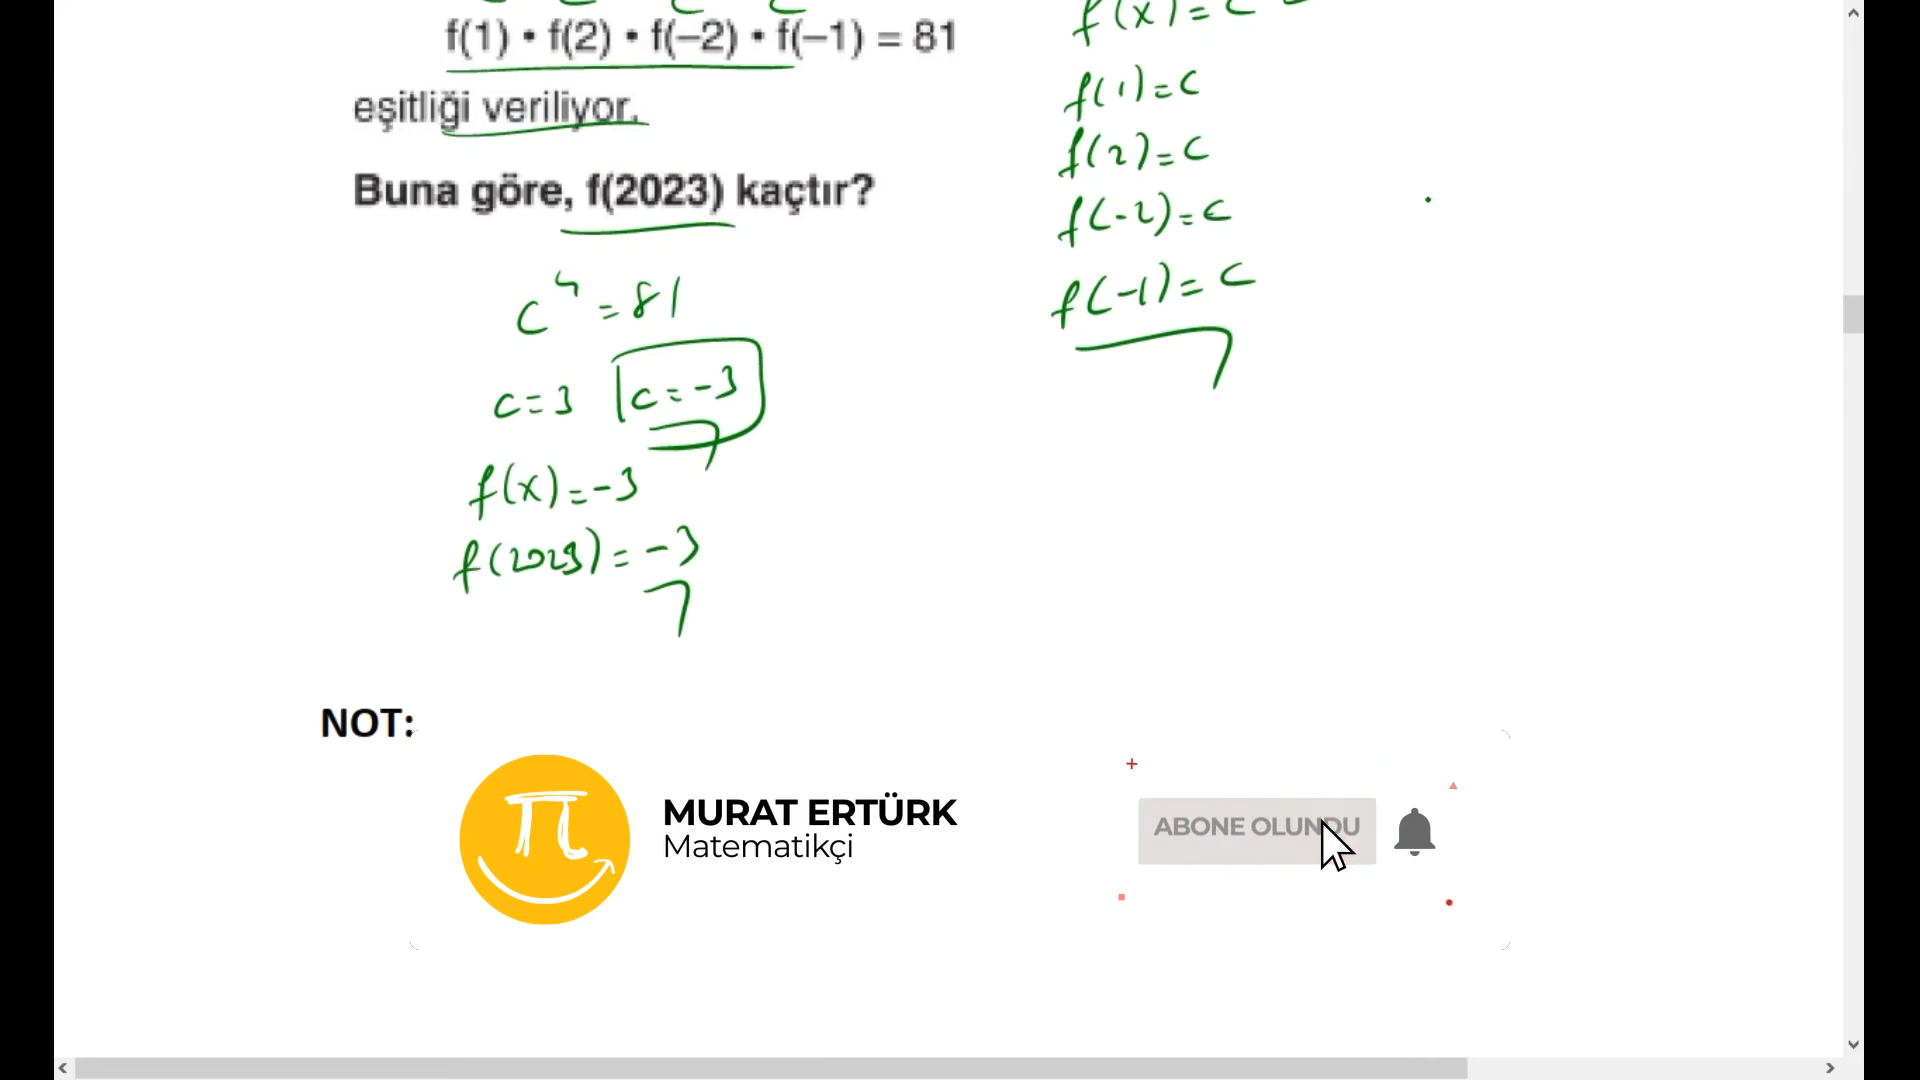 f(1) • f(2) • f(–2) • f(–1) = 81
eşitliği veriliyor.
Buna göre, f(2023) kaçtır?
c⁴ = 81
c = 3 c = -3
f(x) = -3
f(2023) = -3
f(x) = c
f(1) = c
f(2) = c
f(-2) = c
f(-1) = c
NOT:
MURAT ERTÜRK
Matematikçi
ABONE OLUNDU